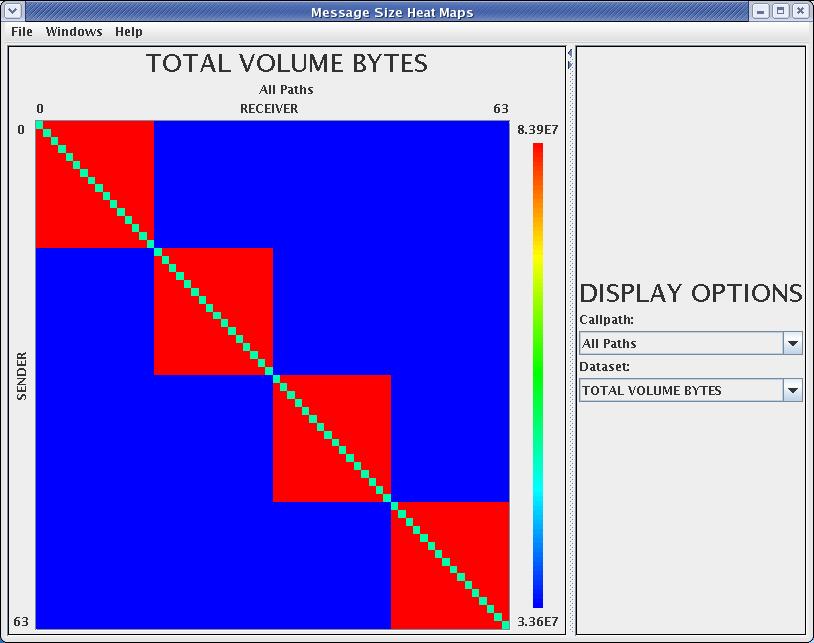 Message Size Heat Maps
File Windows Help
TOTAL VOLUME BYTES
All Paths
0 RECEIVER 63
0
SENDER
63
8.39E7
3.36E7
DISPLAY OPTIONS
Callpath:
All Paths
Dataset:
TOTAL VOLUME BYTES